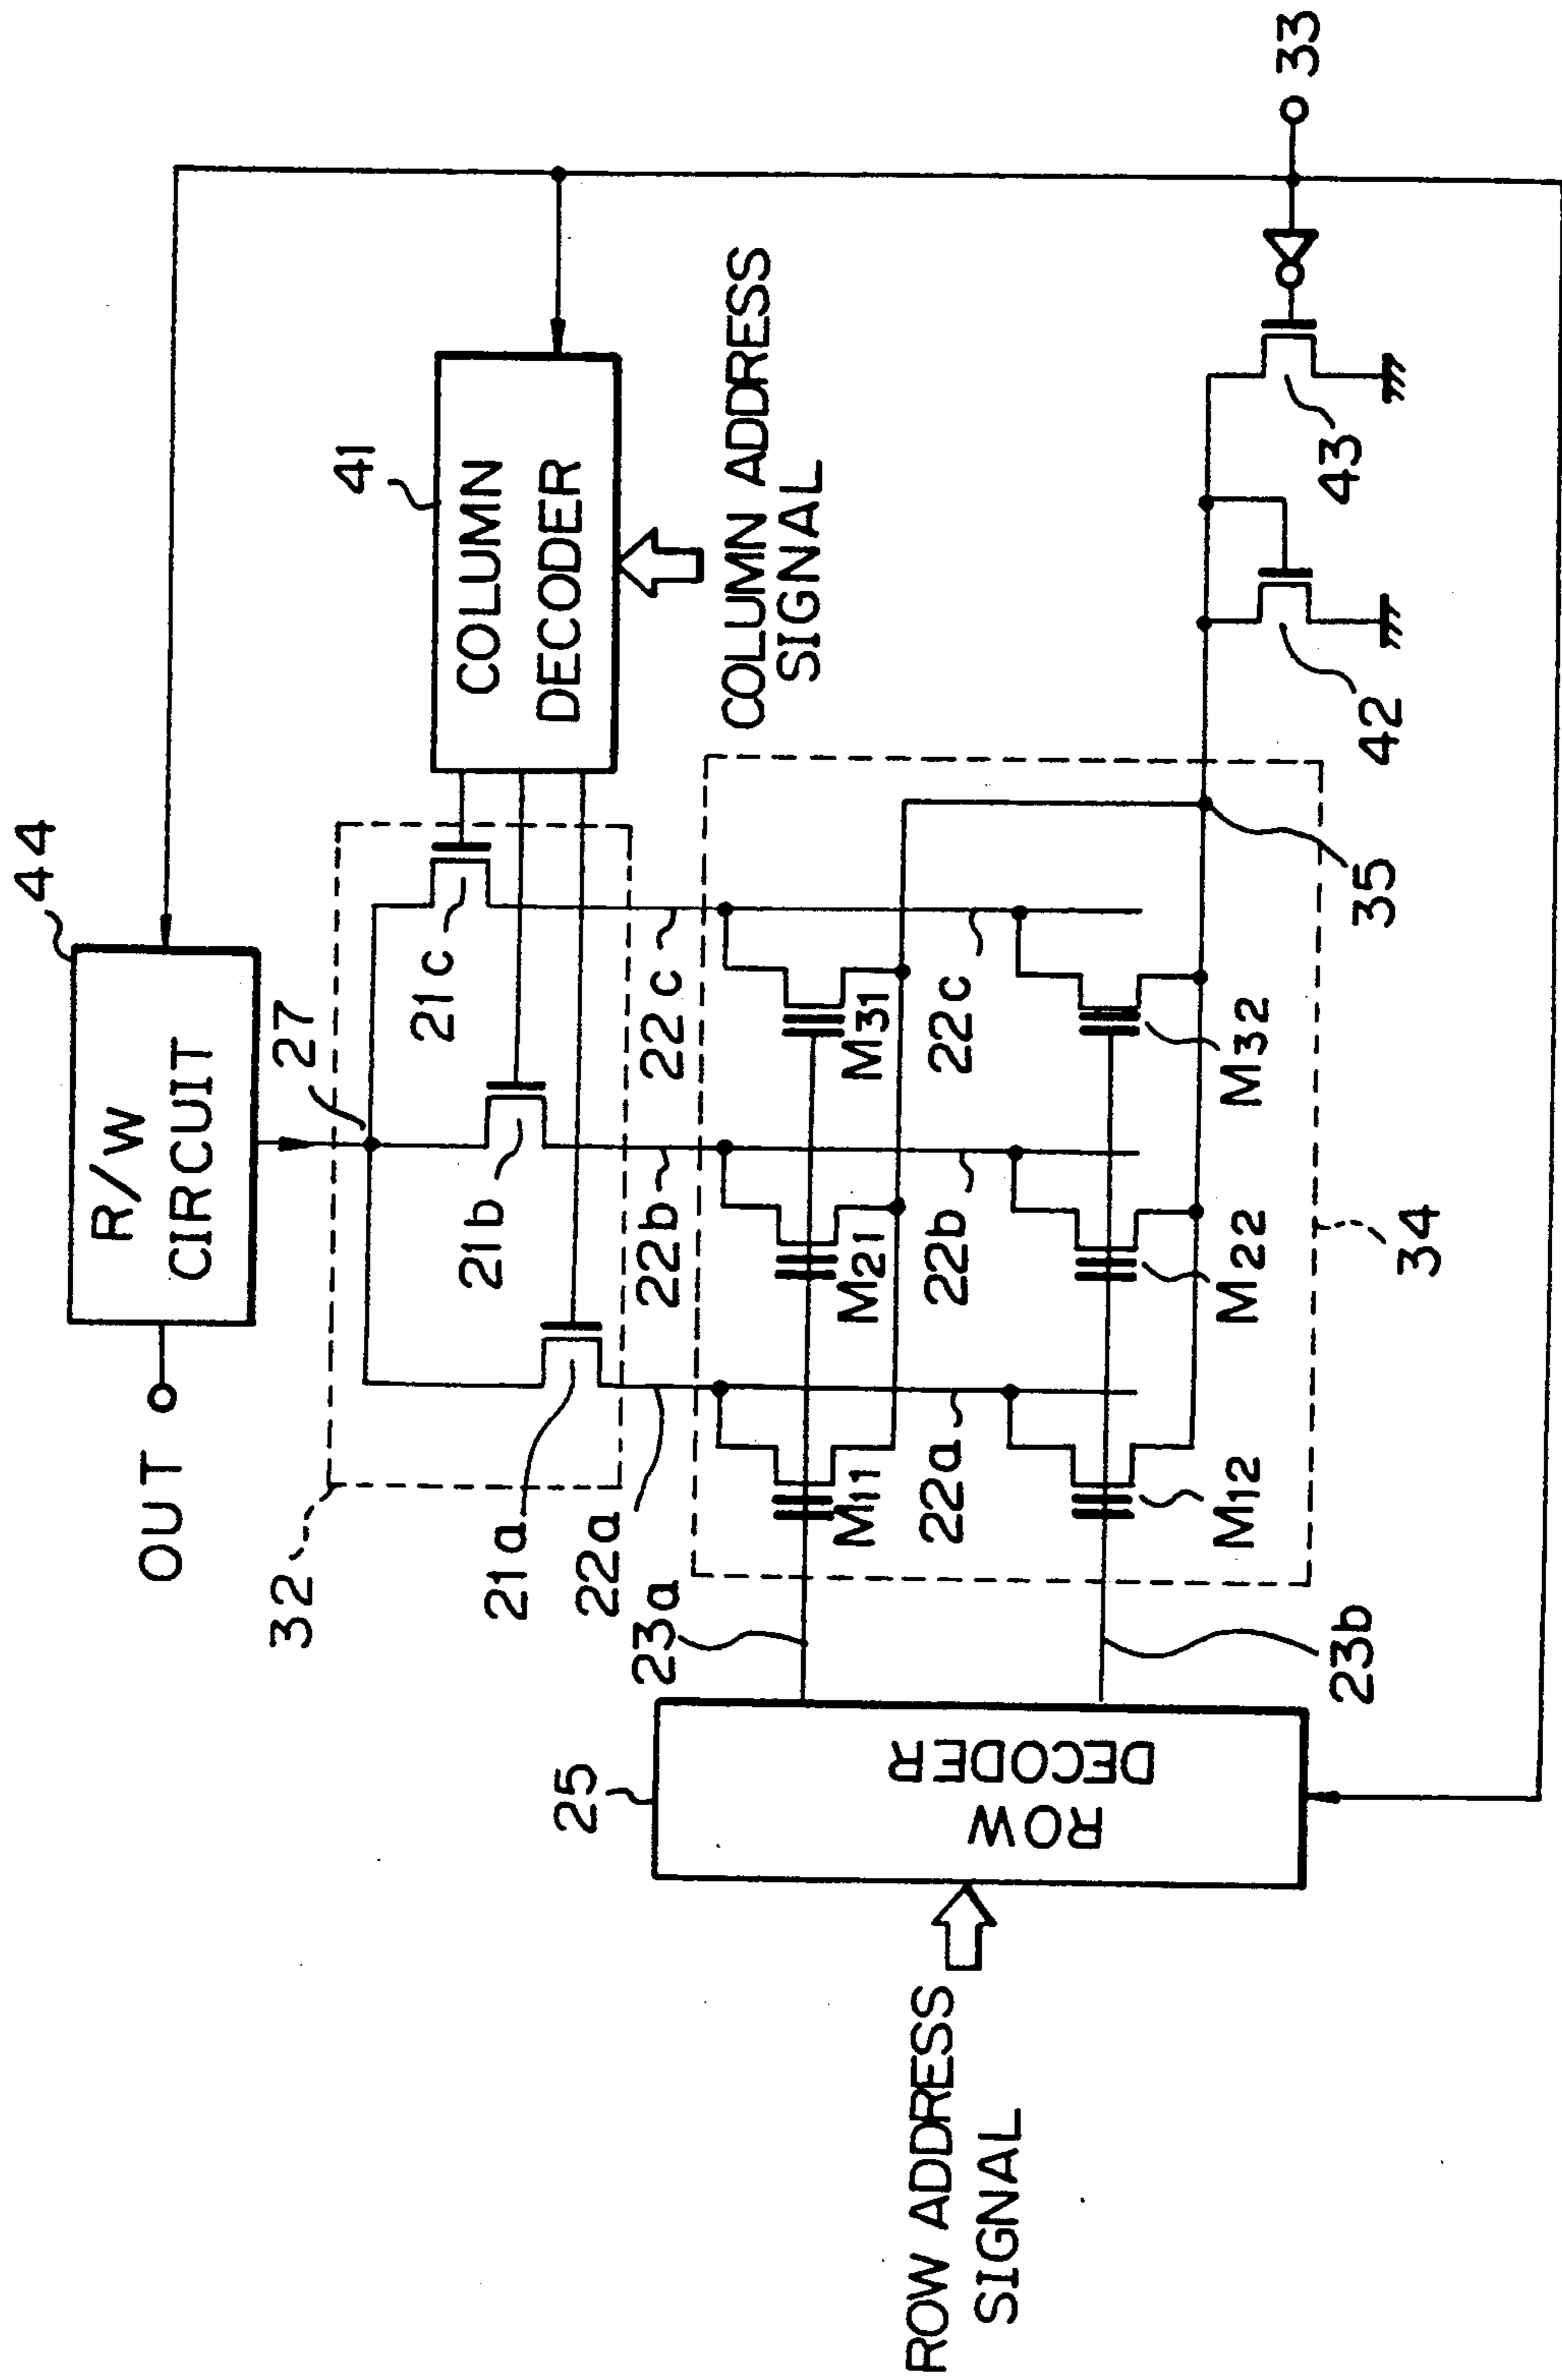 44
R/W
CIRCUIT
OUT
27
32
21a
21b
21c
41
COLUMN
DECODER
COLUMN ADDRESS
SIGNAL
22a
22b
22c
23a
M11
M21
M31
22a
22b
22c
M12
M22
M32
23b
25
ROW
DECODER
ROW ADDRESS
SIGNAL
34
35
42
43
33